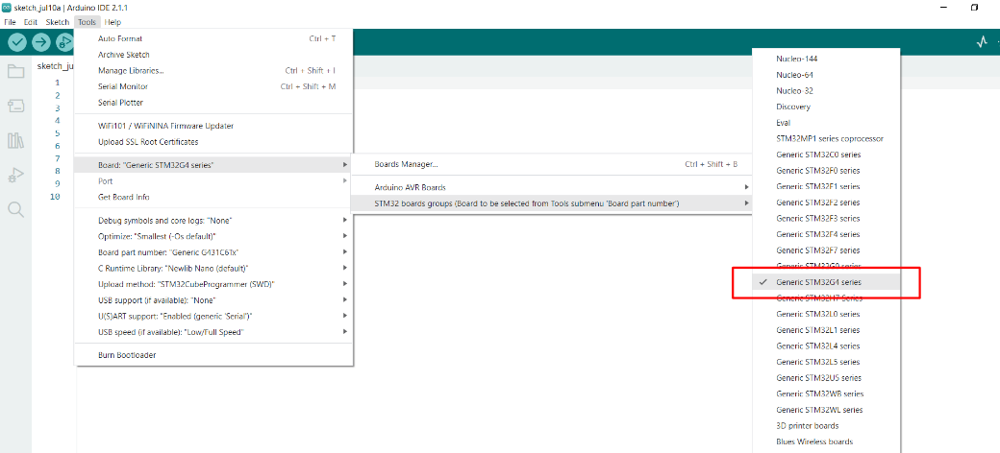 sketch_jul10a | Arduino IDE 2.1.1
File Edit Sketch Tools Help
sketch_ju
1
2
3
4
5
6
7
8
9
10
Auto Format Ctrl + T
Archive Sketch
Manage Libraries... Ctrl + Shift + I
Serial Monitor Ctrl + Shift + M
Serial Plotter
WiFi101 / WiFiNINA Firmware Updater
Upload SSL Root Certificates
Board: "Generic STM32G4 series"
Port
Get Board Info
Debug symbols and core logs: "None"
Optimize: "Smallest (-Os default)"
Board part number: "Generic G431C6Tx"
C Runtime Library: "Newlib Nano (default)"
Upload method: "STM32CubeProgrammer (SWD)"
USB support (if available): "None"
U(S)ART support: "Enabled (generic 'Serial')"
USB speed (if available): "Low/Full Speed"
Burn Bootloader
Boards Manager... Ctrl + Shift + B
Arduino AVR Boards
STM32 boards groups (Board to be selected from Tools submenu 'Board part number')
Nucleo-144
Nucleo-64
Nucleo-32
Discovery
Eval
STM32MP1 series coprocessor
Generic STM32C0 series
Generic STM32F0 series
Generic STM32F1 series
Generic STM32F2 series
Generic STM32F3 series
Generic STM32F4 series
Generic STM32F7 series
Generic STM32G0 series
Generic STM32G4 series
Generic STM32H7 Series
Generic STM32L0 series
Generic STM32L1 series
Generic STM32L4 series
Generic STM32L5 series
Generic STM32U5 series
Generic STM32WB series
Generic STM32WL series
3D printer boards
Blues Wireless boards